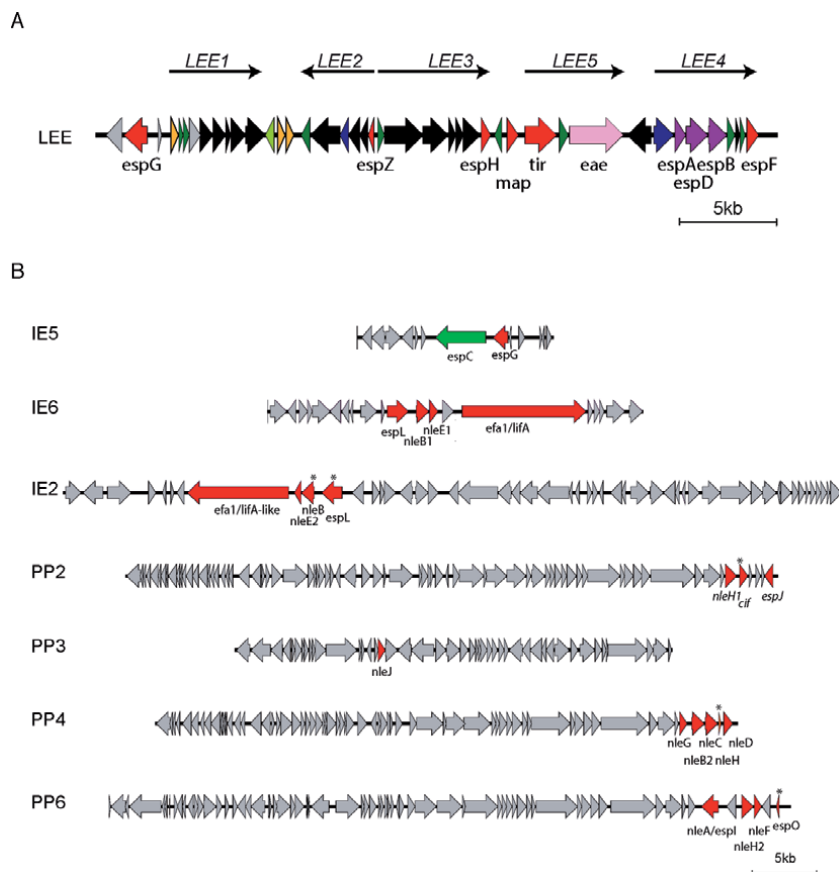 A
LEE1 LEE2 LEE3 LEE5 LEE4
LEE
espG espZ espH tir eae espAespB espF
map espD
5kb
B
IE5
espC espG
IE6
espL nleE1 efa1/lifA
nleB1
IE2
* *
efa1/lifA-like nleB espL
nleE2
PP2
*
nleH1 cif espJ
PP3
nleJ
PP4
*
nleG nleC nleD
nleB2 nleH
PP6
*
nleA/espI nleF espO
nleH2
5kb